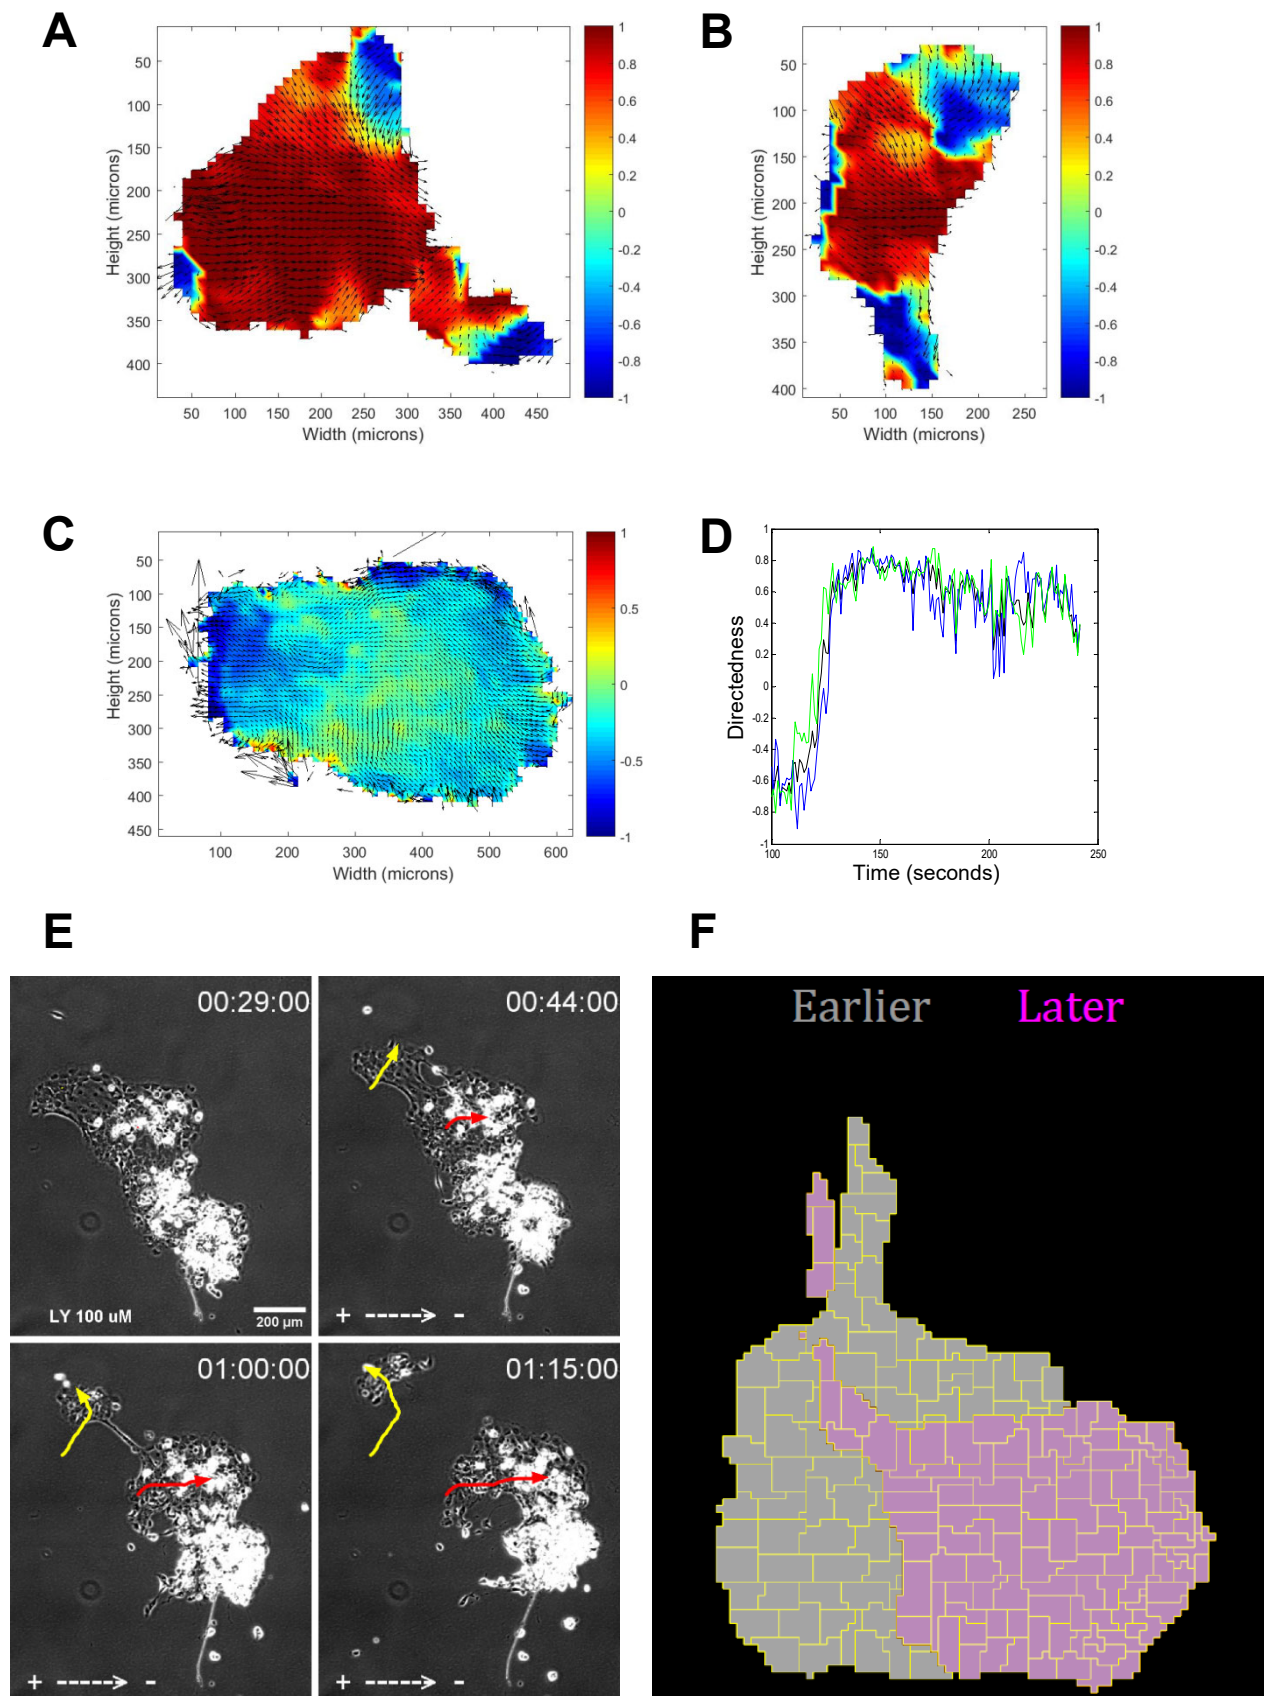 A
50
100
150
200
250
300
350
400
Height (microns)
50 100 150 200 250 300 350 400 450
Width (microns)
1
0.8
0.6
0.4
0.2
0
-0.2
-0.4
-0.6
-0.8
-1
B
50
100
150
200
250
300
350
400
Height (microns)
50 100 150 200 250
Width (microns)
1
0.8
0.6
0.4
0.2
0
-0.2
-0.4
-0.6
-0.8
-1
C
50
100
150
200
250
300
350
400
450
Height (microns)
100 200 300 400 500 600
Width (microns)
1
0.5
0
-0.5
-1
D
1
0.8
0.6
0.4
0.2
0
-0.2
-0.4
-0.6
-0.8
-1
Directedness
100 150 200 250
Time (seconds)
E
00:29:00
LY 100 uM
200 µm
00:44:00
+ -----> -
01:00:00
+ -----> -
01:15:00
+ -----> -
F
Earlier Later